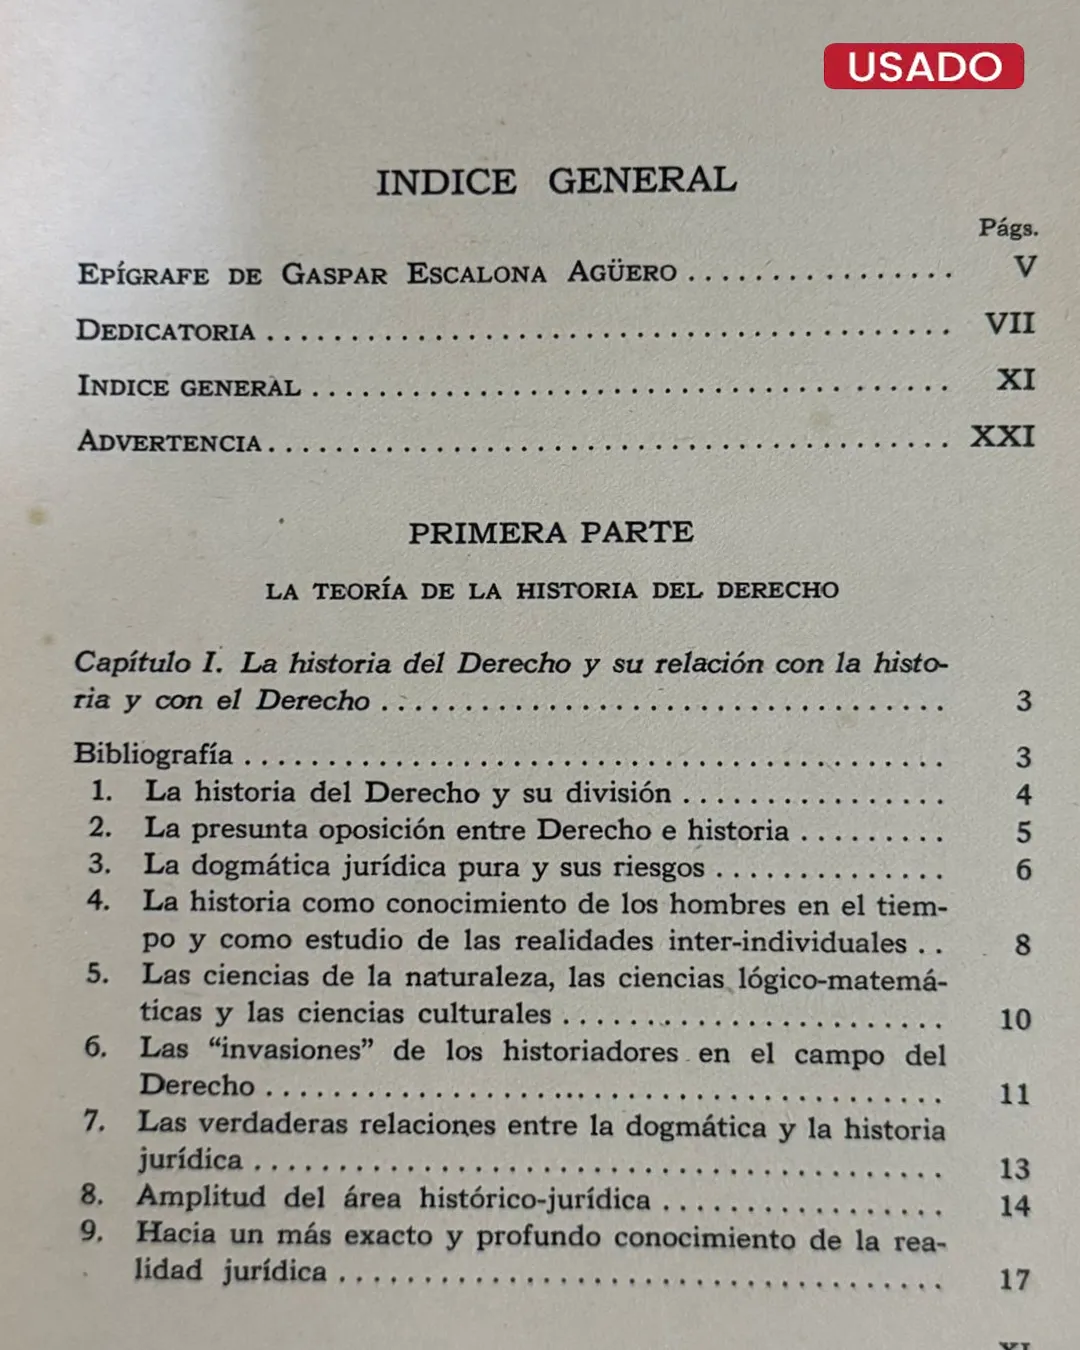 USADO
INDICE GENERAL
Págs.
EPÍGRAFE DE GASPAR ESCALONA AGÜERO ................ V
DEDICATORIA ......................................... VII
INDICE GENERAL ...................................... XI
ADVERTENCIA ......................................... XXI
PRIMERA PARTE
LA TEORÍA DE LA HISTORIA DEL DERECHO
Capítulo I. La historia del Derecho y su relación con la histo-
ria y con el Derecho .................................. 3
Bibliografía .......................................... 3
1. La historia del Derecho y su división ................ 4
2. La presunta oposición entre Derecho e historia ......... 5
3. La dogmática jurídica pura y sus riesgos .............. 6
4. La historia como conocimiento de los hombres en el tiem-
po y como estudio de las realidades inter-individuales .. 8
5. Las ciencias de la naturaleza, las ciencias lógico-matemá-
ticas y las ciencias culturales ....................... 10
6. Las “invasiones” de los historiadores en el campo del
Derecho ......................................... 11
7. Las verdaderas relaciones entre la dogmática y la historia
jurídica ......................................... 13
8. Amplitud del área histórico-jurídica ................. 14
9. Hacia un más exacto y profundo conocimiento de la rea-
lidad jurídica .................................... 17
XI